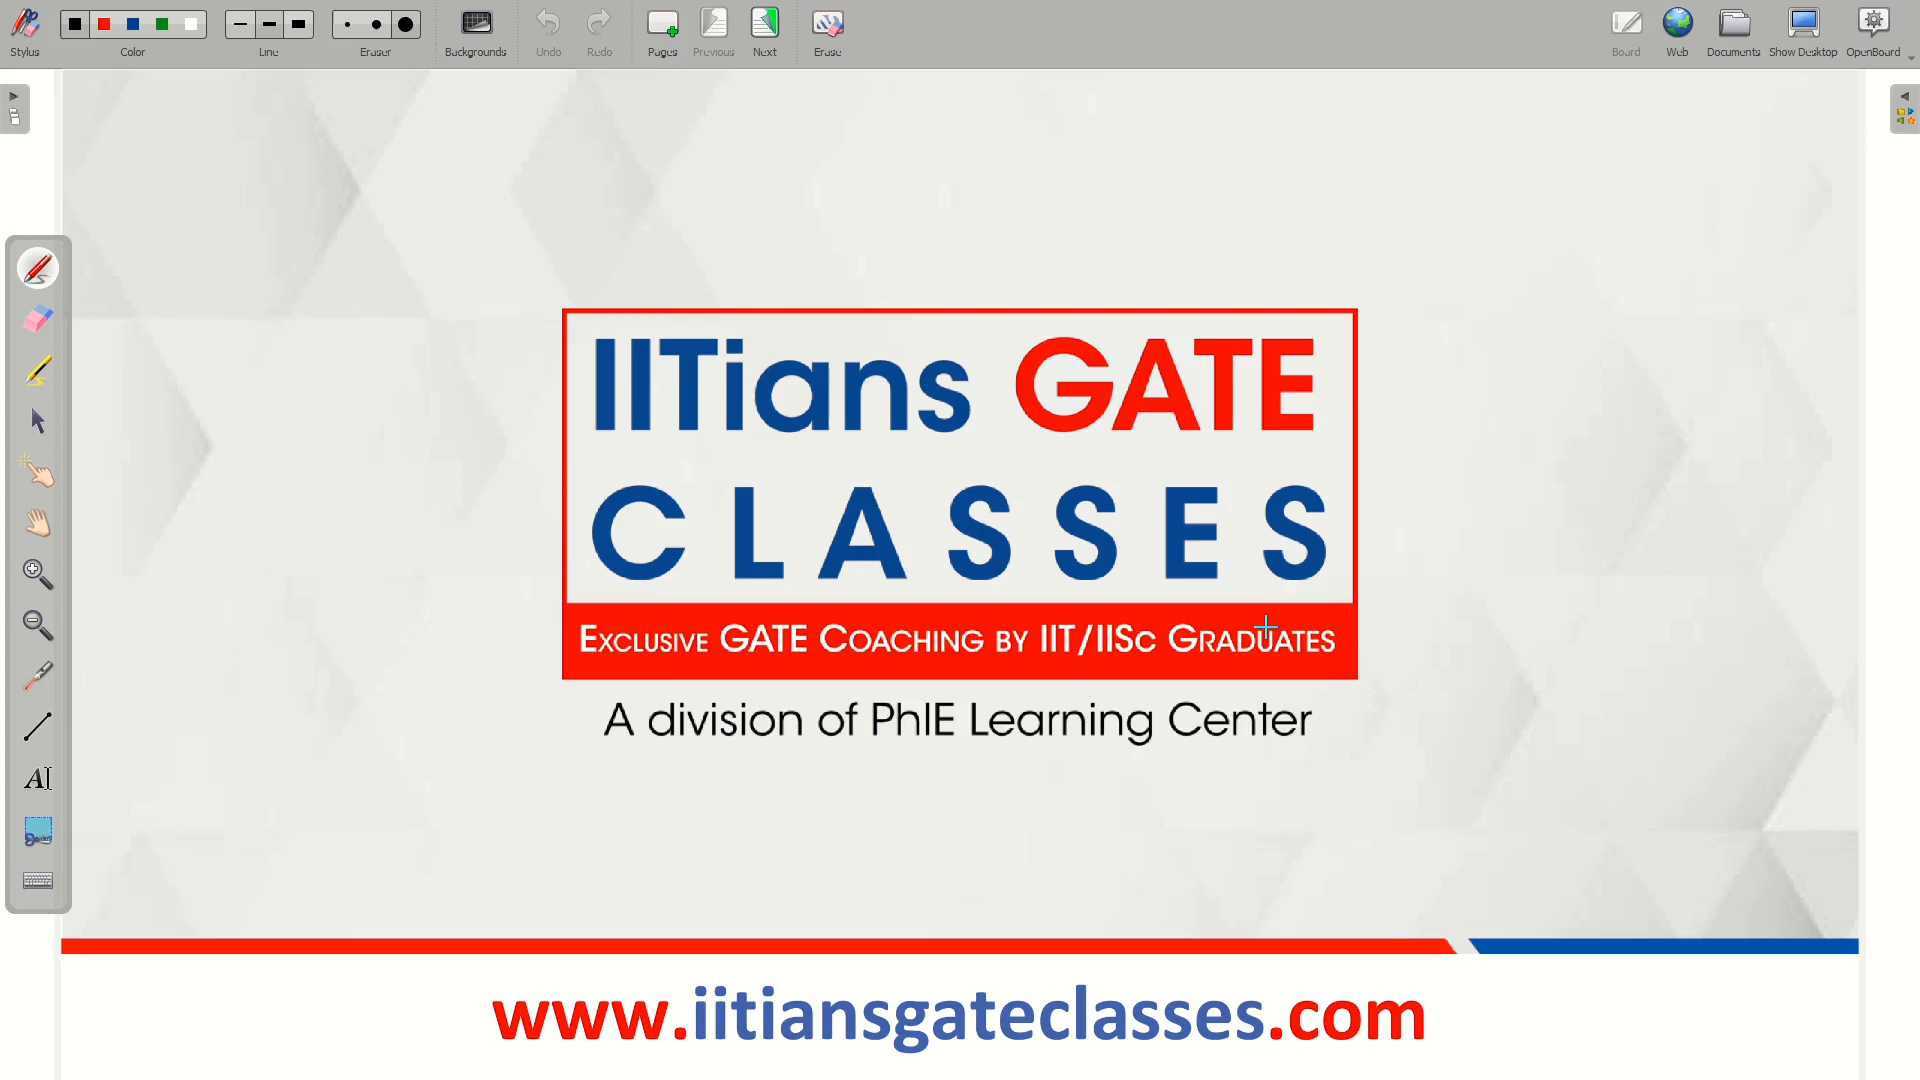 Stylus Color Line Eraser Backgrounds Undo Redo Pages Previous Next Erase Board Web Documents Show Desktop OpenBoard
IITians GATE
CLASSES
EXCLUSIVE GATE COACHING BY IIT/IISc GRADUATES
A division of PhIE Learning Center
www.iitiansgateclasses.com